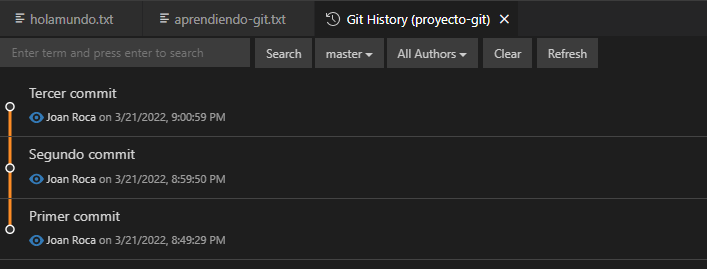 holamundo.txt aprendiendo-git.txt Git History (proyecto-git)
Enter term and press enter to search Search master All Authors Clear Refresh
Tercer commit
Joan Roca on 3/21/2022, 9:00:59 PM
Segundo commit
Joan Roca on 3/21/2022, 8:59:50 PM
Primer commit
Joan Roca on 3/21/2022, 8:49:29 PM